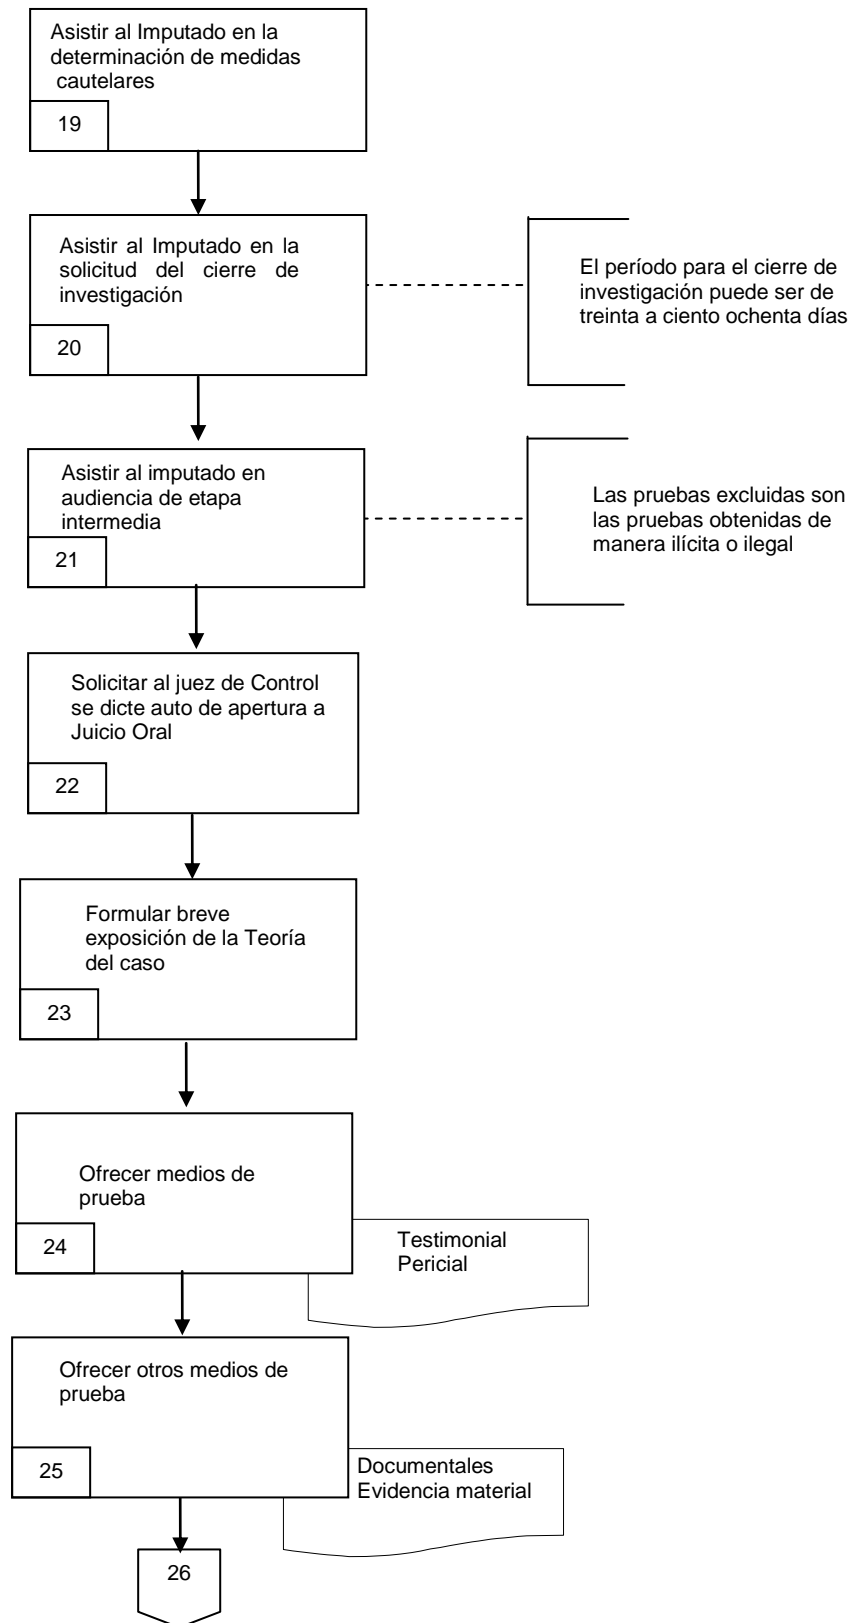 Asistir al Imputado en la
determinación de medidas
cautelares
19
Asistir al Imputado en la
solicitud del cierre de
investigación
20
El período para el cierre de
investigación puede ser de
treinta a ciento ochenta días
Asistir al imputado en
audiencia de etapa
intermedia
21
Las pruebas excluidas son
las pruebas obtenidas de
manera ilícita o ilegal
Solicitar al juez de Control
se dicte auto de apertura a
Juicio Oral
22
Formular breve
exposición de la Teoría
del caso
23
Ofrecer medios de
prueba
24
Testimonial
Pericial
Ofrecer otros medios de
prueba
25
Documentales
Evidencia material
26